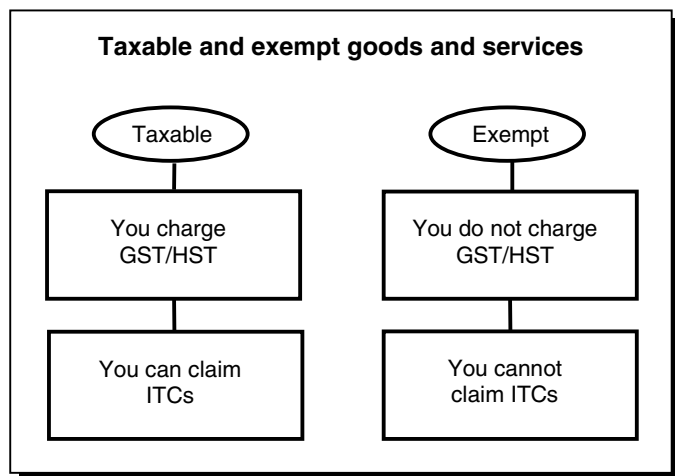 Taxable and exempt goods and services
Taxable
You charge
GST/HST
You can claim
ITCs
Exempt
You do not charge
GST/HST
You cannot
claim ITCs